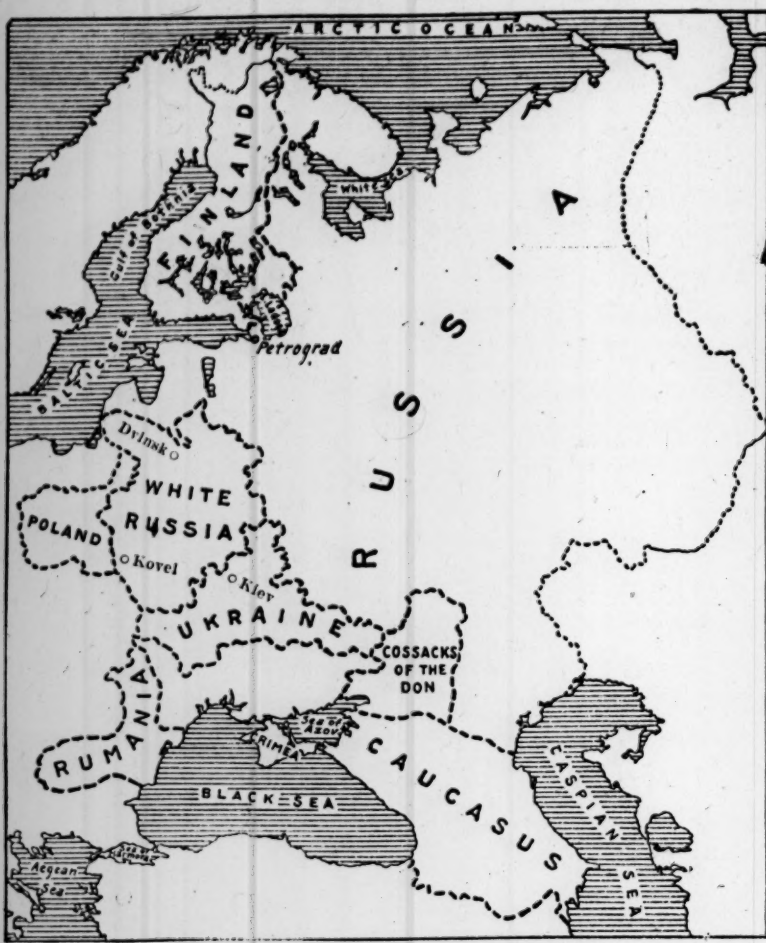 ARCTIC OCEAN
FINLAND
White Sea
Gulf of Bothnia
RUSSIA
BALTIC SEA
Petrograd
Dvinsk
WHITE
RUSSIA
POLAND
Kovel
Kiev
UKRAINE
COSSACKS
OF THE
DON
RUMANIA
Sea of
Azov
CRIMEA
CAUCASUS
BLACK SEA
CASPIAN SEA
Aegean
Sea